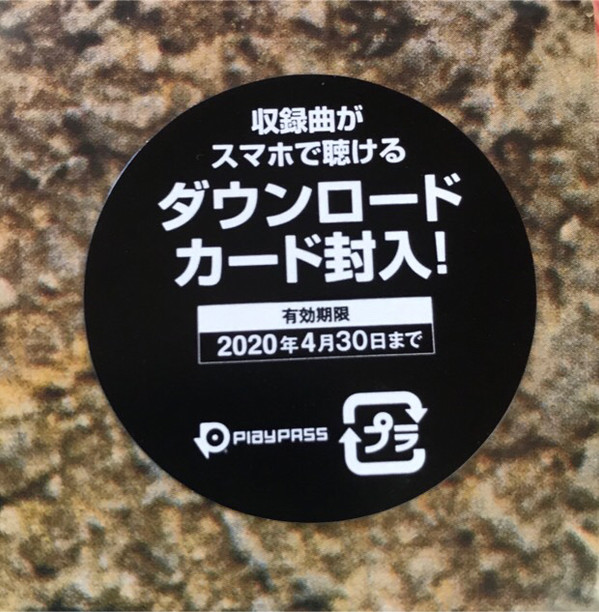 収録曲が
スマホで聴ける
ダウンロード
カード封入!
有効期限
2020年4月30日まで
PlayPASS
プラ